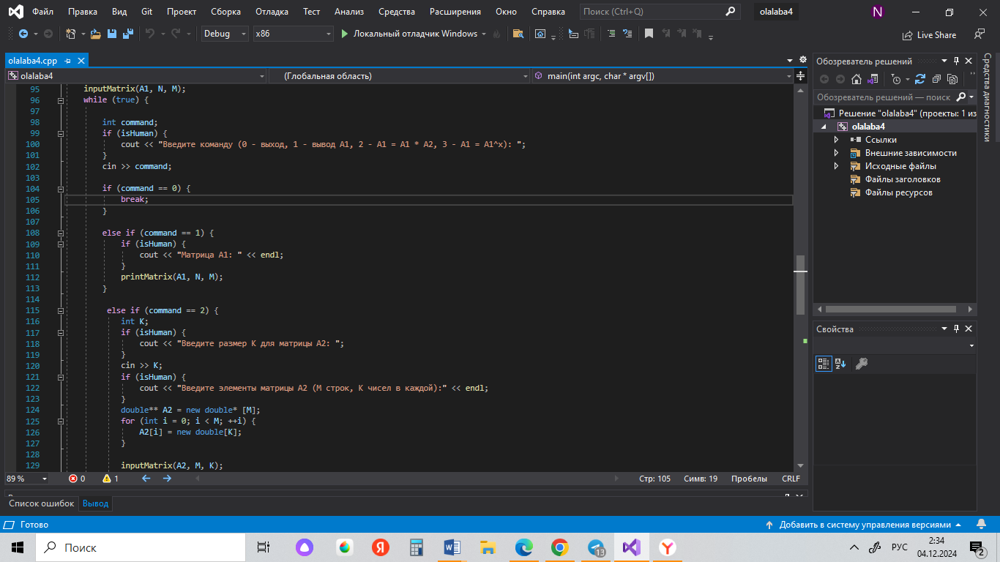 Файл Правка Вид Git Проект Сборка Отладка Тест Анализ Средства Расширения Окно Справка Поиск (Ctrl+Q) olalaba4 N
Debug x86 Локальный отладчик Windows Live Share
olalaba4.cpp
olalaba4 (Глобальная область) main(int argc, char * argv[])
95 inputMatrix(A1, N, M);
96 while (true) {
97
98 int command;
99 if (isHuman) {
100 cout << "Введите команду (0 - выход, 1 - вывод A1, 2 - A1 = A1 * A2, 3 - A1 = A1^x): ";
101 }
102 cin >> command;
103
104 if (command == 0) {
105 break;
106 }
107
108 else if (command == 1) {
109 if (isHuman) {
110 cout << "Матрица A1: " << endl;
111 }
112 printMatrix(A1, N, M);
113 }
114
115 else if (command == 2) {
116 int K;
117 if (isHuman) {
118 cout << "Введите размер K для матрицы A2: ";
119 }
120 cin >> K;
121 if (isHuman) {
122 cout << "Введите элементы матрицы A2 (M строк, K чисел в каждой):" << endl;
123 }
124 double** A2 = new double* [M];
125 for (int i = 0; i < M; ++i) {
126 A2[i] = new double[K];
127 }
128
129 inputMatrix(A2, M, K);
89 % 0 1 Стр: 105 Симв: 19 Пробелы CRLF
Список ошибок Вывод
Обозреватель решений
Обозреватель решений — поиск
Решение "olalaba4" (проекты: 1 из
olalaba4
Ссылки
Внешние зависимости
Исходные файлы
Файлы заголовков
Файлы ресурсов
Свойства
Средства диагностики
Готово Добавить в систему управления версиями
Поиск Я 13 РУС 2:34
04.12.2024 2